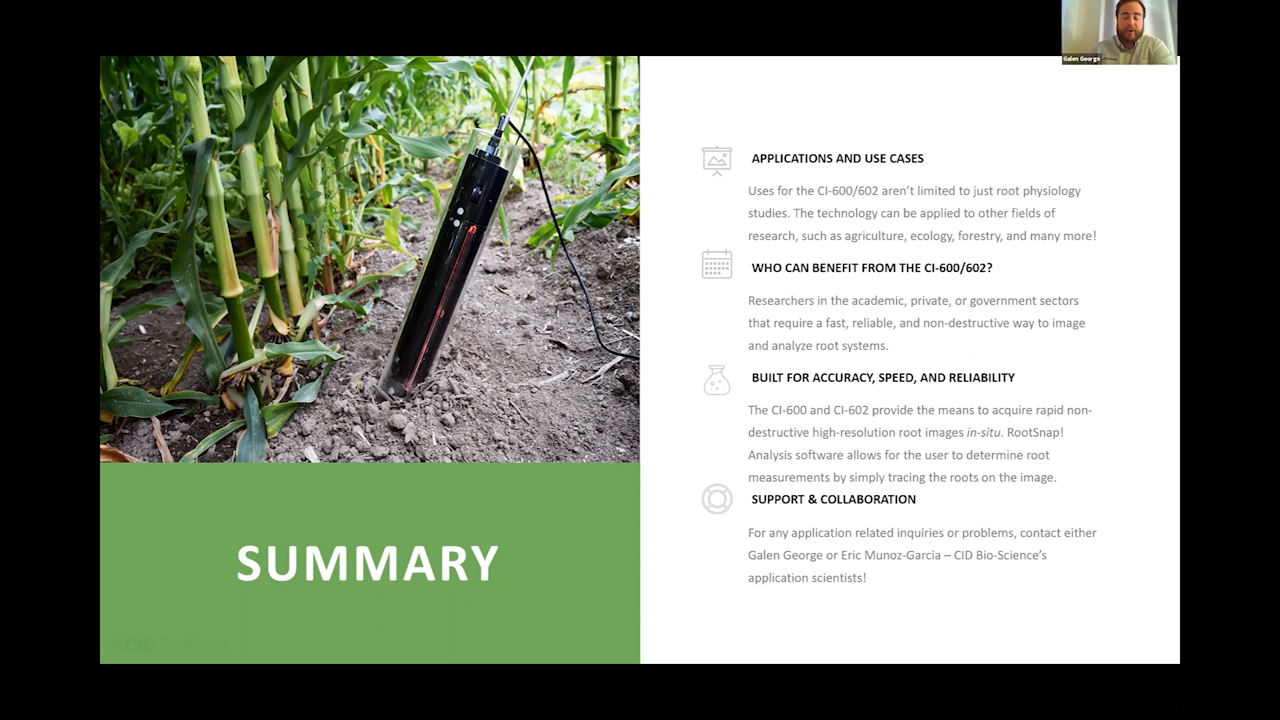 Galen George
APPLICATIONS AND USE CASES
Uses for the CI-600/602 aren't limited to just root physiology
studies. The technology can be applied to other fields of
research, such as agriculture, ecology, forestry, and many more!
WHO CAN BENEFIT FROM THE CI-600/602?
Researchers in the academic, private, or government sectors
that require a fast, reliable, and non-destructive way to image
and analyze root systems.
BUILT FOR ACCURACY, SPEED, AND RELIABILITY
The CI-600 and CI-602 provide the means to acquire rapid non-
destructive high-resolution root images in-situ. RootSnap!
Analysis software allows for the user to determine root
measurements by simply tracing the roots on the image.
SUPPORT & COLLABORATION
For any application related inquiries or problems, contact either
Galen George or Eric Munoz-Garcia – CID Bio-Science's
application scientists!
SUMMARY